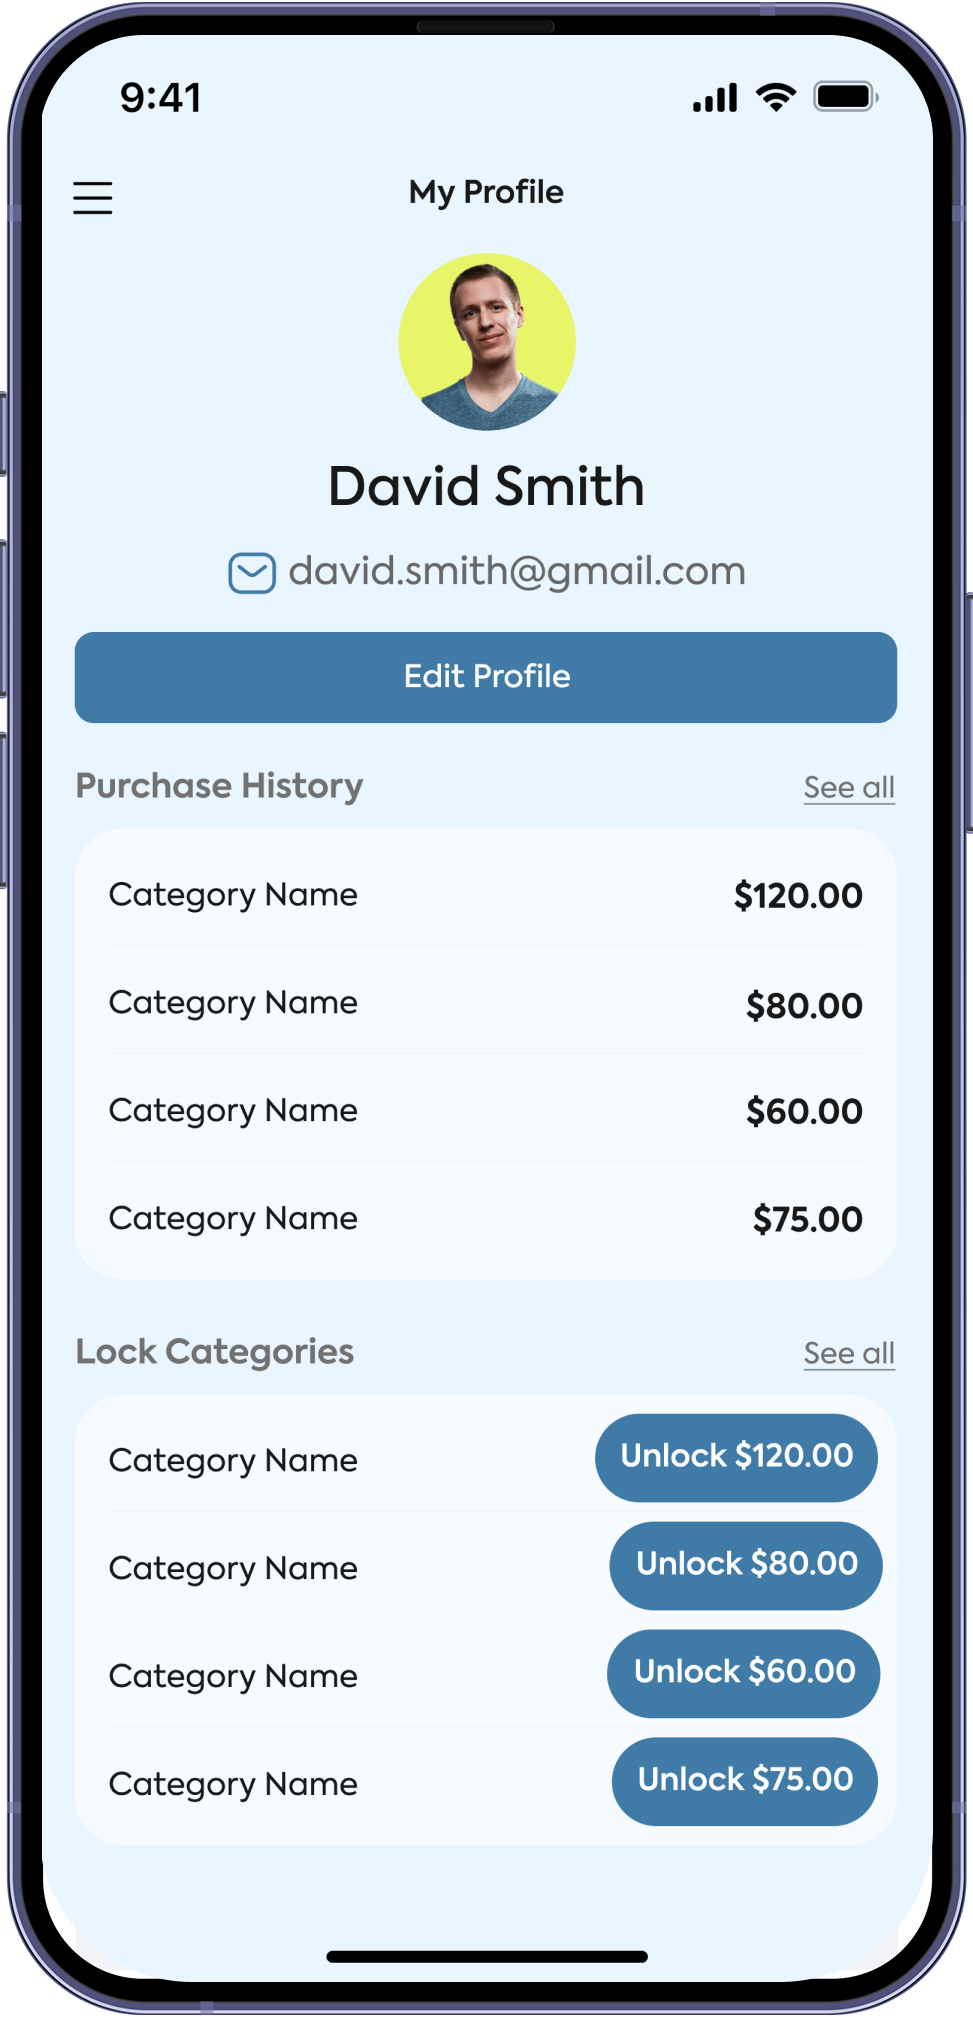 9:41
My Profile
David Smith
david.smith@gmail.com
Edit Profile
Purchase History See all
Category Name $120.00
Category Name $80.00
Category Name $60.00
Category Name $75.00
Lock Categories See all
Category Name Unlock $120.00
Category Name Unlock $80.00
Category Name Unlock $60.00
Category Name Unlock $75.00